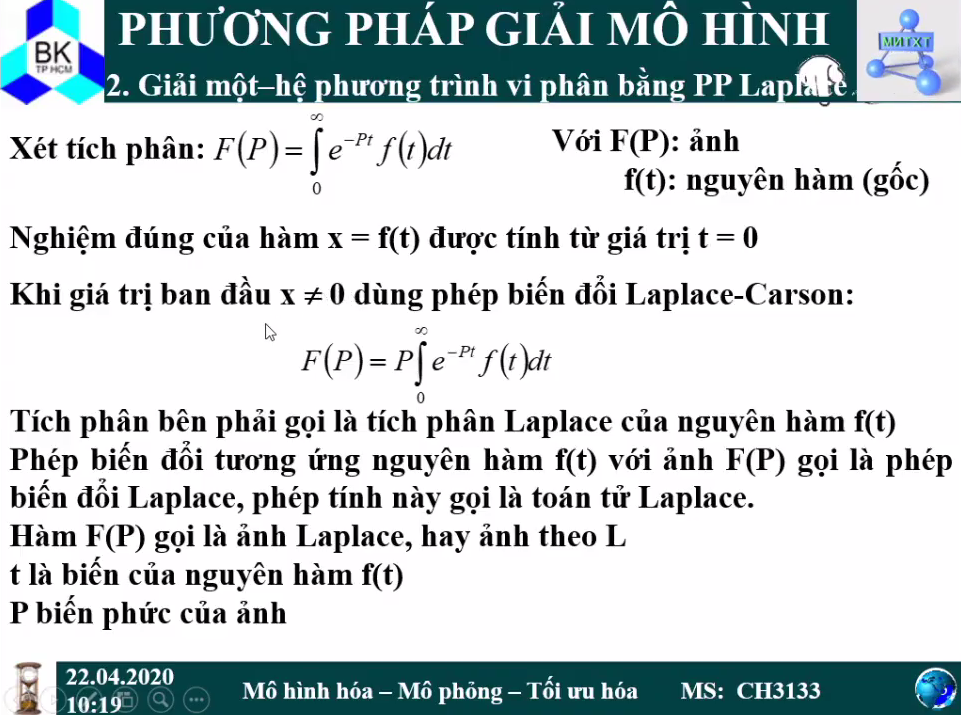 BK
TP HCM
PHƯƠNG PHÁP GIẢI MÔ HÌNH
МИТХТ
2. Giải một–hệ phương trình vi phân bằng PP Laplace
Xét tích phân: F(P) = ∫₀^∞ e^{−Pt} f(t)dt
Với F(P): ảnh
f(t): nguyên hàm (gốc)
Nghiệm đúng của hàm x = f(t) được tính từ giá trị t = 0
Khi giá trị ban đầu x ≠ 0 dùng phép biến đổi Laplace-Carson:
F(P) = P∫₀^∞ e^{−Pt} f(t)dt
Tích phân bên phải gọi là tích phân Laplace của nguyên hàm f(t)
Phép biến đổi tương ứng nguyên hàm f(t) với ảnh F(P) gọi là phép
biến đổi Laplace, phép tính này gọi là toán tử Laplace.
Hàm F(P) gọi là ảnh Laplace, hay ảnh theo L
t là biến của nguyên hàm f(t)
P biến phức của ảnh
22.04.2020
10:19
Mô hình hóa – Mô phỏng – Tối ưu hóa MS: CH3133